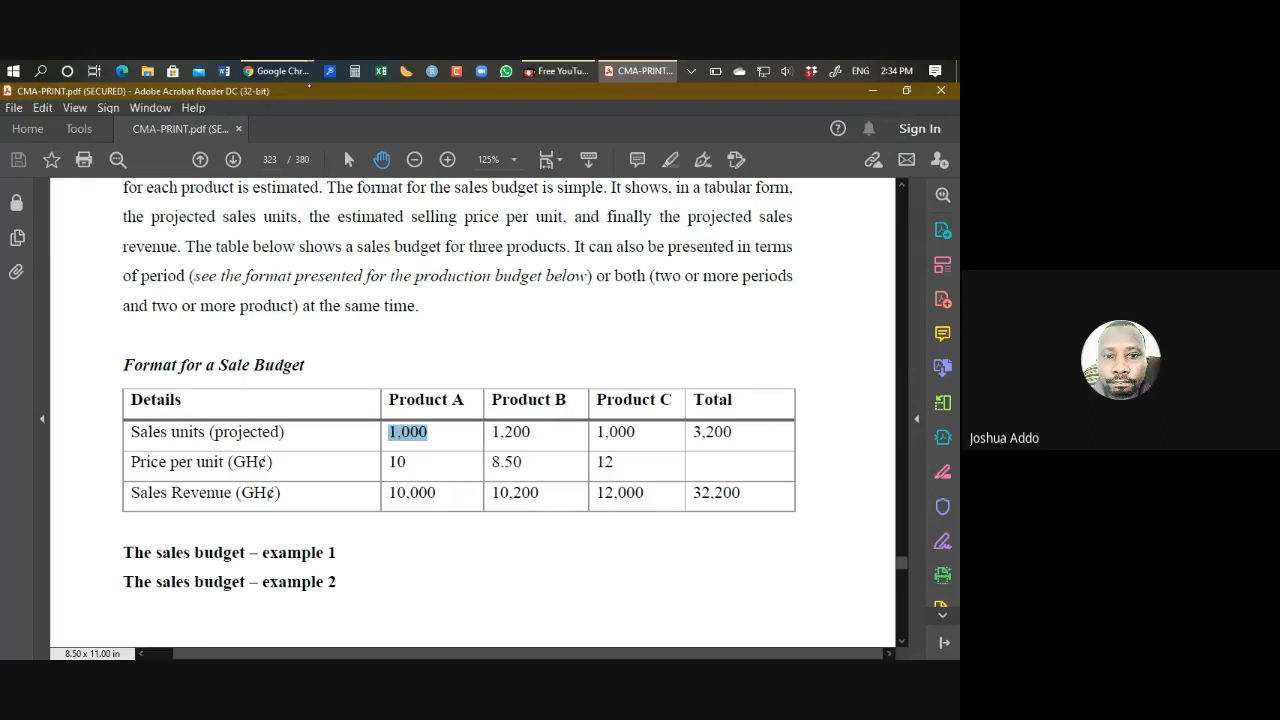 Google Chr...
Free YouTu...
CMA-PRINT...
ENG
2:34 PM
CMA-PRINT.pdf (SECURED) - Adobe Acrobat Reader DC (32-bit)
File Edit View Sign Window Help
Home Tools CMA-PRINT.pdf (SE... × Sign In
323 / 380 125%
for each product is estimated. The format for the sales budget is simple. It shows, in a tabular form,
the projected sales units, the estimated selling price per unit, and finally the projected sales
revenue. The table below shows a sales budget for three products. It can also be presented in terms
of period (see the format presented for the production budget below) or both (two or more periods
and two or more product) at the same time.
Format for a Sale Budget
Details Product A Product B Product C Total
Sales units (projected) 1,000 1,200 1,000 3,200
Price per unit (GH¢) 10 8.50 12
Sales Revenue (GH¢) 10,000 10,200 12,000 32,200
The sales budget – example 1
The sales budget – example 2
8.50 x 11.00 in
Joshua Addo